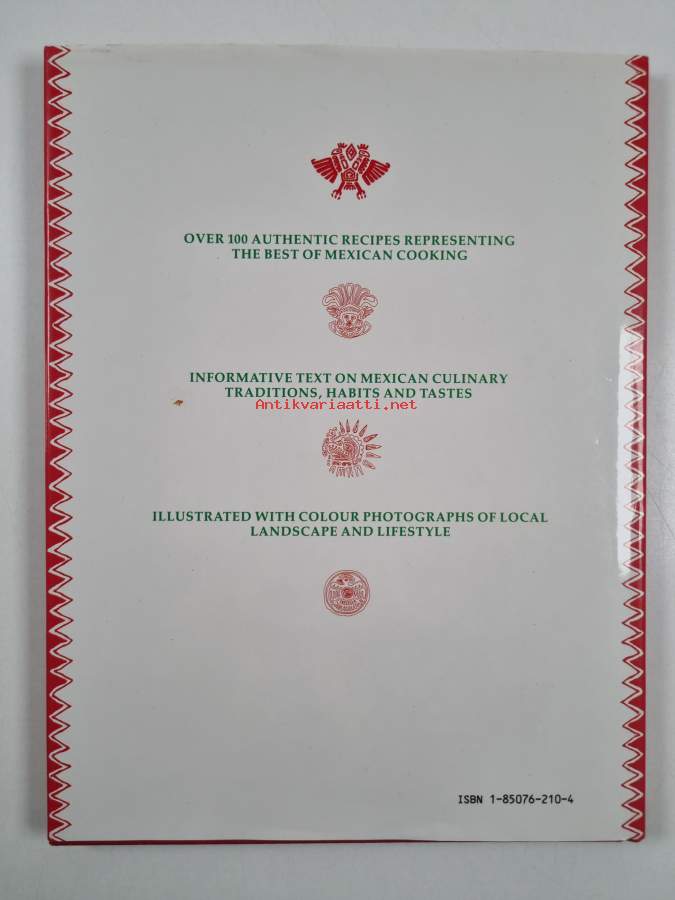 OVER 100 AUTHENTIC RECIPES REPRESENTING
THE BEST OF MEXICAN COOKING
INFORMATIVE TEXT ON MEXICAN CULINARY
TRADITIONS, HABITS AND TASTES
Antikvariaatti.net
ILLUSTRATED WITH COLOUR PHOTOGRAPHS OF LOCAL
LANDSCAPE AND LIFESTYLE
ISBN 1-85076-210-4